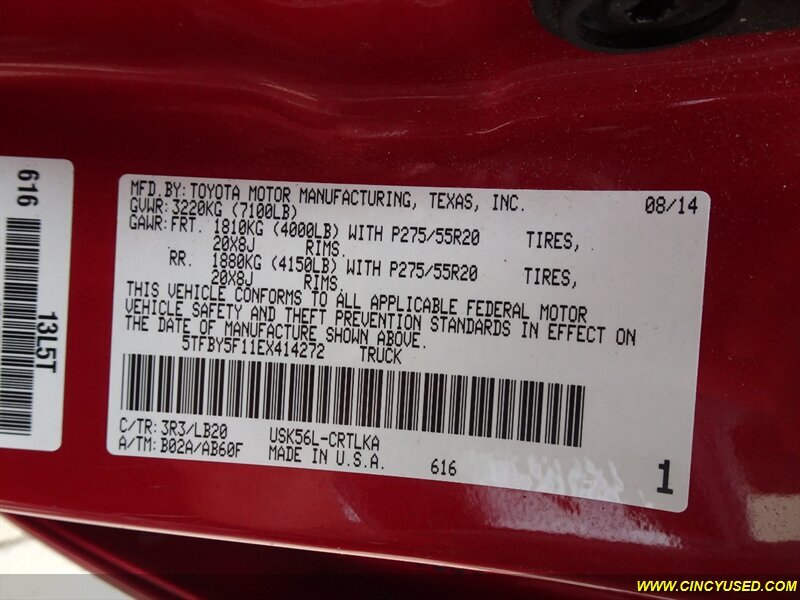 616
13L5T
MFD.BY:TOYOTA MOTOR MANUFACTURING, TEXAS, INC. 08/14
GVWR:3220KG (7100LB)
GAWR:FRT. 1810KG (4000LB) WITH P275/55R20 TIRES,
20X8J RIMS.
RR. 1880KG (4150LB) WITH P275/55R20 TIRES,
20X8J RIMS.
THIS VEHICLE CONFORMS TO ALL APPLICABLE FEDERAL MOTOR
VEHICLE SAFETY AND THEFT PREVENTION STANDARDS IN EFFECT ON
THE DATE OF MANUFACTURE SHOWN ABOVE.
5TFBY5F11EX414272 TRUCK
C/TR:3R3/LB20 USK56L-CRTLKA
A/TM:B02A/AB60F MADE IN U.S.A. 616 1
WWW.CINCYUSED.COM